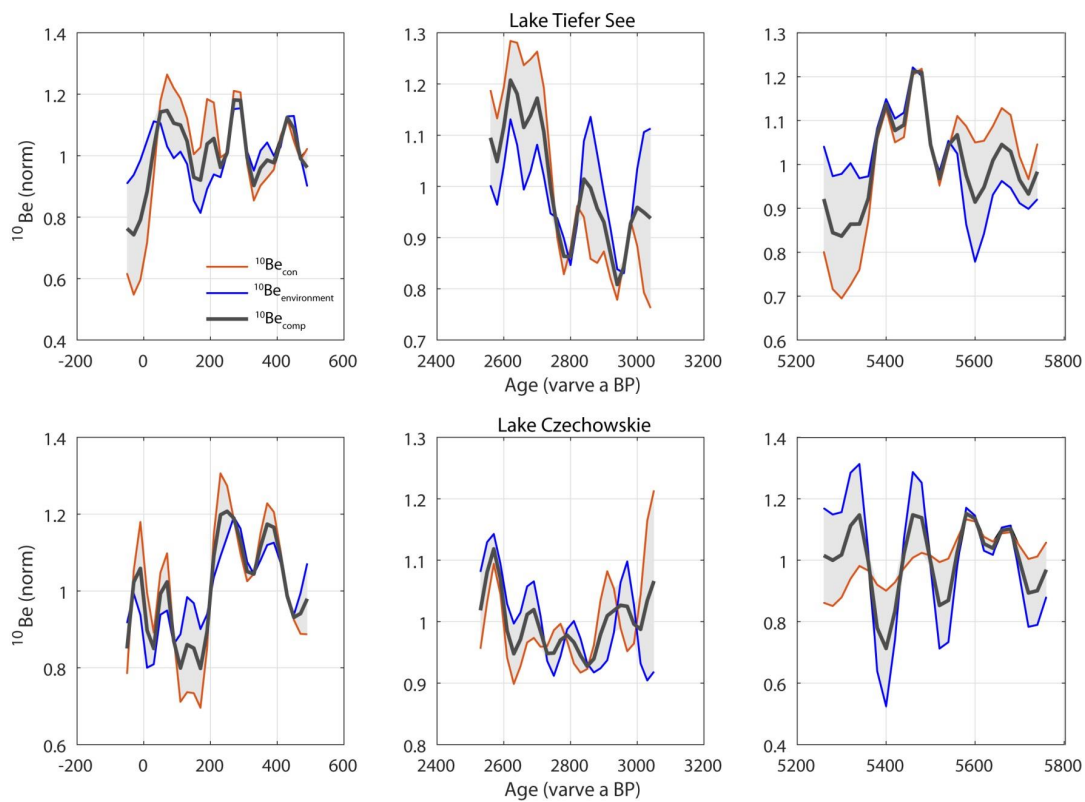 Lake Tiefer See
1.4
1.2
1
0.8
0.6
0.4
¹⁰Be (norm)
¹⁰Be_con
¹⁰Be_environment
¹⁰Be_comp
-200 0 200 400 600
1.3
1.2
1.1
1
0.9
0.8
0.7
2400 2600 2800 3000 3200
Age (varve a BP)
1.3
1.2
1.1
1
0.9
0.8
0.7
0.6
5200 5400 5600 5800
Lake Czechowskie
1.4
1.2
1
0.8
0.6
¹⁰Be (norm)
-200 0 200 400 600
1.3
1.2
1.1
1
0.9
0.8
2400 2600 2800 3000 3200
Age (varve a BP)
1.4
1.2
1
0.8
0.6
0.4
5200 5400 5600 5800